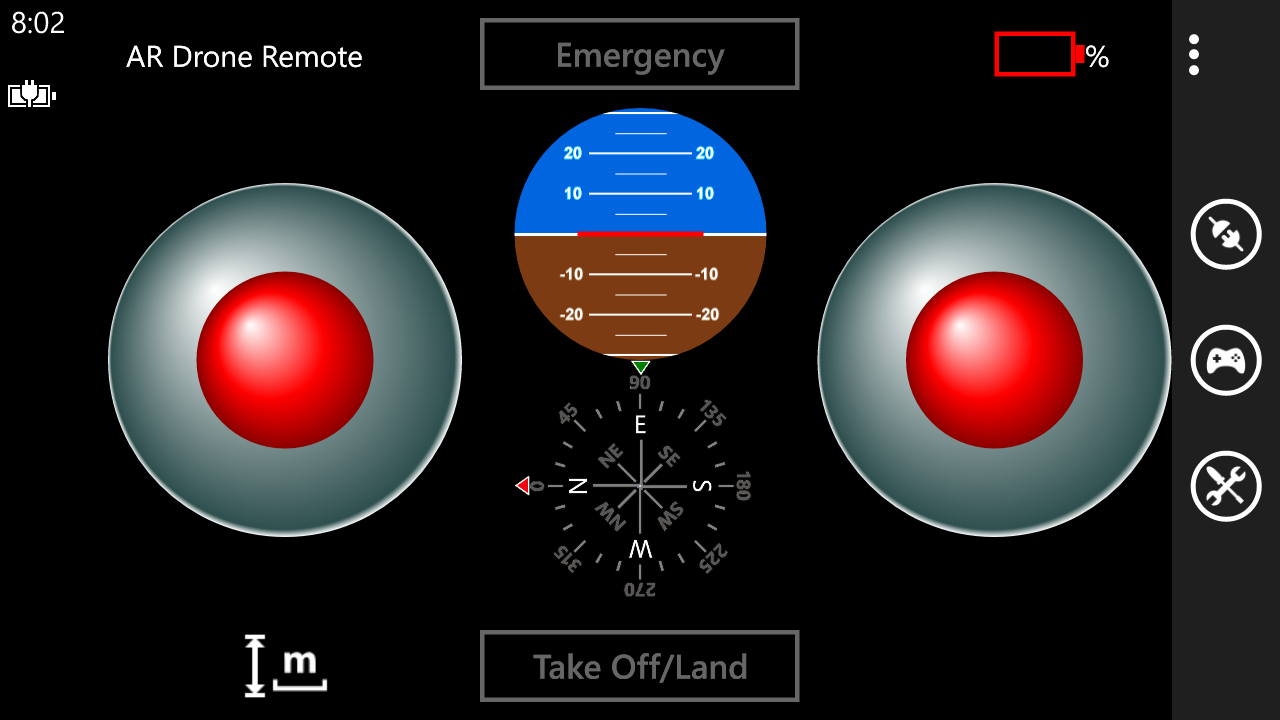 8:02
AR Drone Remote
Emergency
%
20 20
10 10
-10 -10
-20 -20
90
45 135
E
NE SE
0 N S 180
NW SW
W
315 225
270
m
Take Off/Land